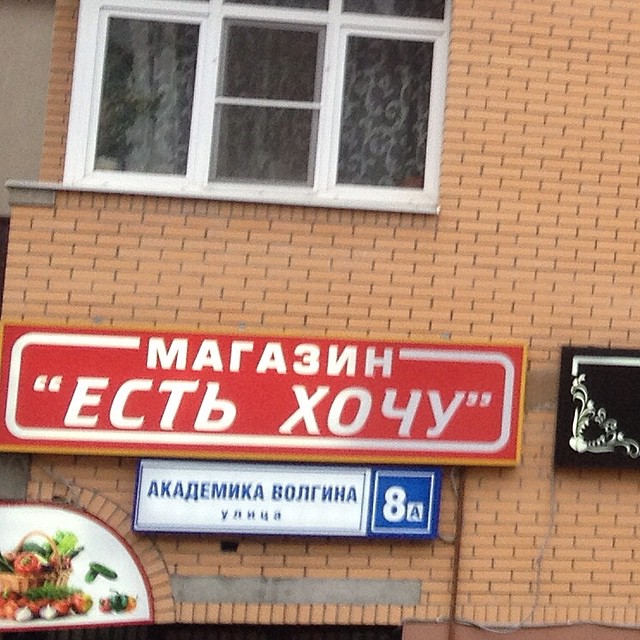 МАГАЗИН
“ЕСТЬ ХОЧУ”
АКАДЕМИКА ВОЛГИНА
улица
8А